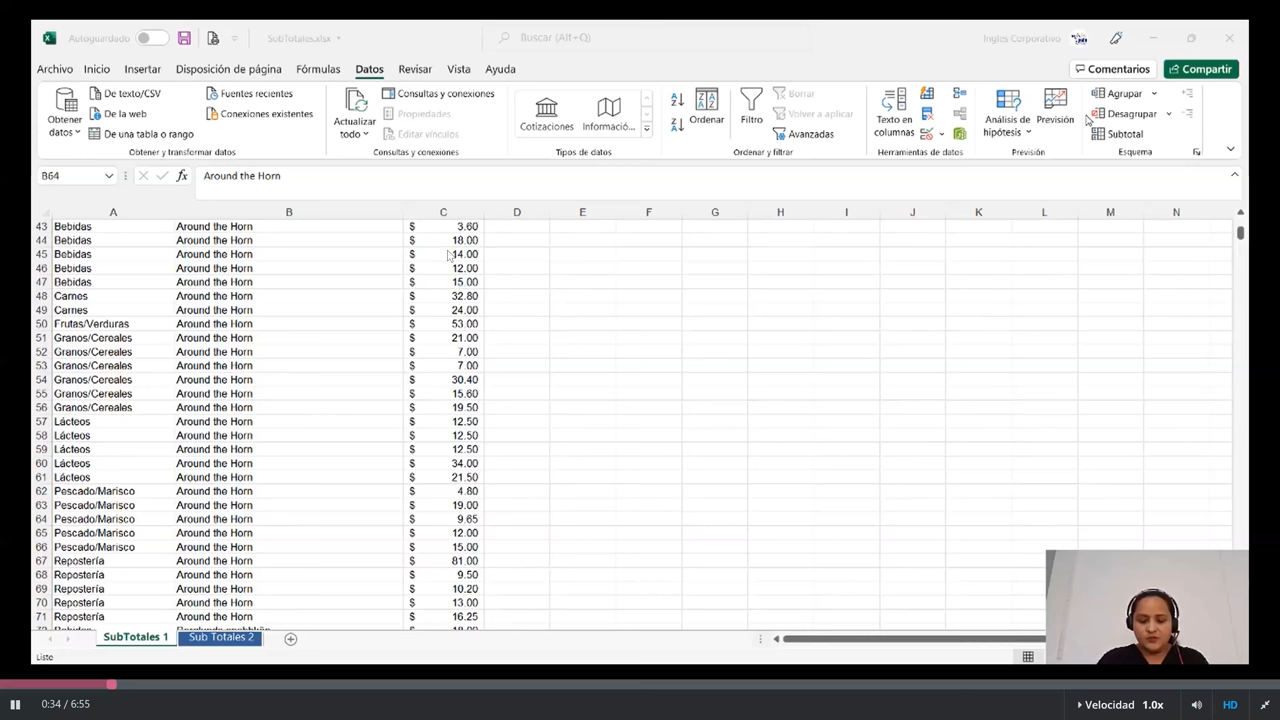 Autoguardado SubTotales.xlsx Buscar (Alt+Q) Ingles Corporativo
Archivo Inicio Insertar Disposición de página Fórmulas Datos Revisar Vista Ayuda Comentarios Compartir
Obtener datos De texto/CSV De la web De una tabla o rango Fuentes recientes Conexiones existentes
Obtener y transformar datos
Actualizar todo Consultas y conexiones Propiedades Editar vínculos
Consultas y conexiones
Cotizaciones Informació...
Tipos de datos
Ordenar Filtro Borrar Volver a aplicar Avanzadas
Ordenar y filtrar
Texto en columnas
Herramientas de datos
Análisis de hipótesis Previsión
Previsión
Agrupar Desagrupar Subtotal
Esquema
B64 fx Around the Horn
A B C D E F G H I J K L M N
43 Bebidas Around the Horn $ 3.60
44 Bebidas Around the Horn $ 18.00
45 Bebidas Around the Horn $ 14.00
46 Bebidas Around the Horn $ 12.00
47 Bebidas Around the Horn $ 15.00
48 Carnes Around the Horn $ 32.80
49 Carnes Around the Horn $ 24.00
50 Frutas/Verduras Around the Horn $ 53.00
51 Granos/Cereales Around the Horn $ 21.00
52 Granos/Cereales Around the Horn $ 7.00
53 Granos/Cereales Around the Horn $ 7.00
54 Granos/Cereales Around the Horn $ 30.40
55 Granos/Cereales Around the Horn $ 15.60
56 Granos/Cereales Around the Horn $ 19.50
57 Lácteos Around the Horn $ 12.50
58 Lácteos Around the Horn $ 12.50
59 Lácteos Around the Horn $ 12.50
60 Lácteos Around the Horn $ 34.00
61 Lácteos Around the Horn $ 21.50
62 Pescado/Marisco Around the Horn $ 4.80
63 Pescado/Marisco Around the Horn $ 19.00
64 Pescado/Marisco Around the Horn $ 9.65
65 Pescado/Marisco Around the Horn $ 12.00
66 Pescado/Marisco Around the Horn $ 15.00
67 Repostería Around the Horn $ 81.00
68 Repostería Around the Horn $ 9.50
69 Repostería Around the Horn $ 10.20
70 Repostería Around the Horn $ 13.00
71 Repostería Around the Horn $ 16.25
SubTotales 1 Sub Totales 2
Listo
0:34 / 6:55 Velocidad 1.0x HD